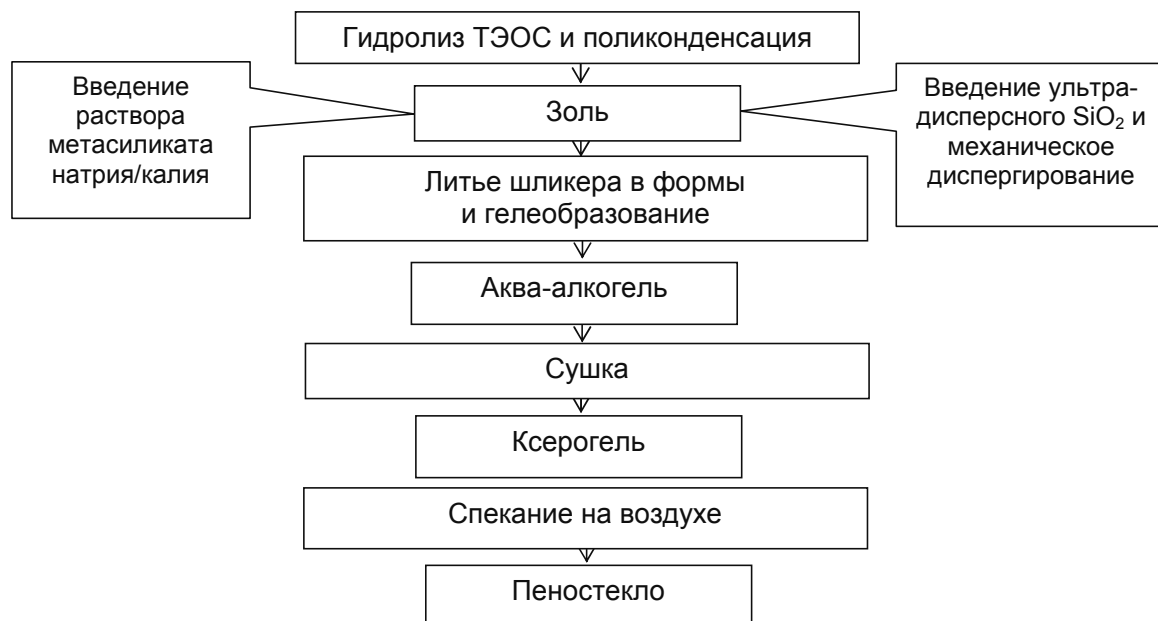 Гидролиз ТЭОС и поликонденсация
Введение
раствора
метасиликата
натрия/калия
Золь
Введение ультра-
дисперсного SiO₂ и
механическое
диспергирование
Литье шликера в формы
и гелеобразование
Аква-алкогель
Сушка
Ксерогель
Спекание на воздухе
Пеностекло